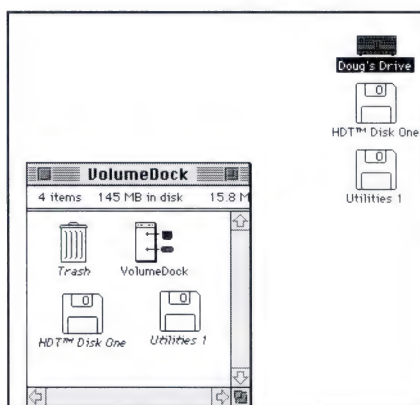 Doug's Drive
HDT™ Disk One
Utilities 1
VolumeDock
4 items 145 MB in disk 15.8 M
Trash VolumeDock
HDT™ Disk One Utilities 1